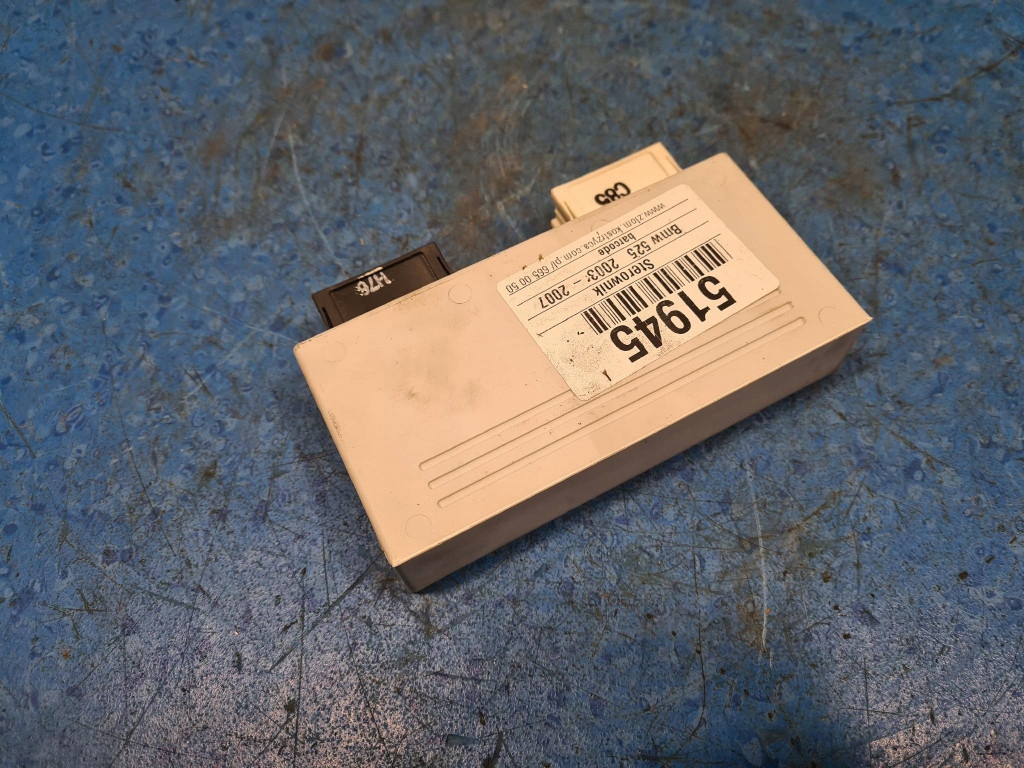 51945
Sterownik
Bmw 525 2003- 2007
barcode
www.zlom.kostrzyca.com.pl/ 665 00 50
H76
C85